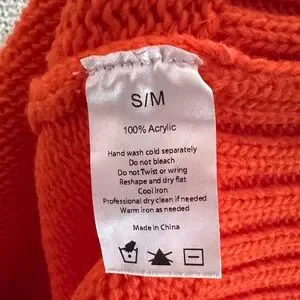 S/M
100% Acrylic
Hand wash cold separately
Do not bleach
Do not Twist or wring
Reshape and dry flat
Cool iron
Professional dry clean if needed
Warm iron as needed
Made in China